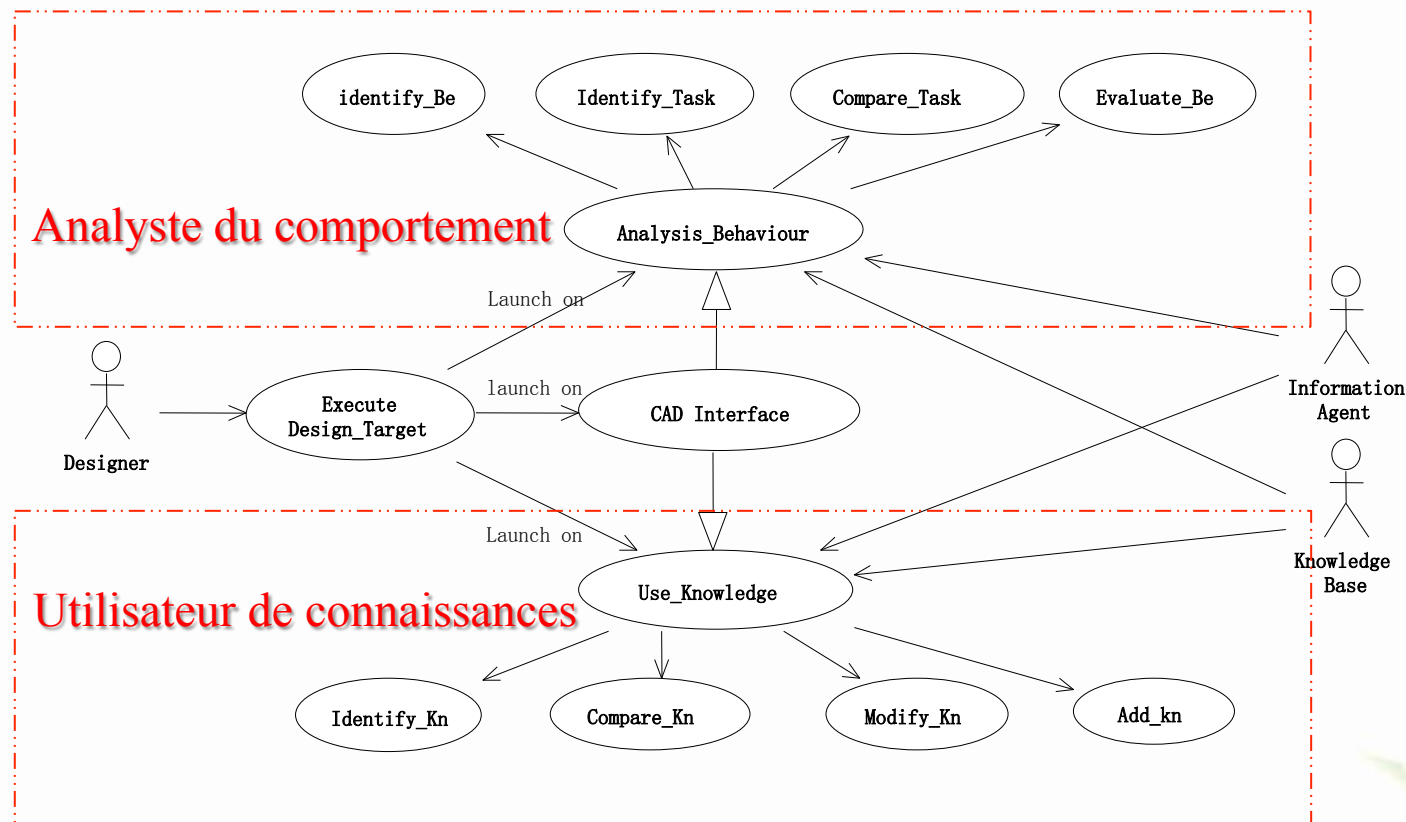 identify_Be
Identify_Task
Compare_Task
Evaluate_Be
Analyste du comportement
Analysis_Behaviour
Launch on
Designer
Execute
Design_Target
launch on
CAD Interface
Information
Agent
Launch on
Knowledge
Base
Utilisateur de connaissances
Use_Knowledge
Identify_Kn
Compare_Kn
Modify_Kn
Add_kn